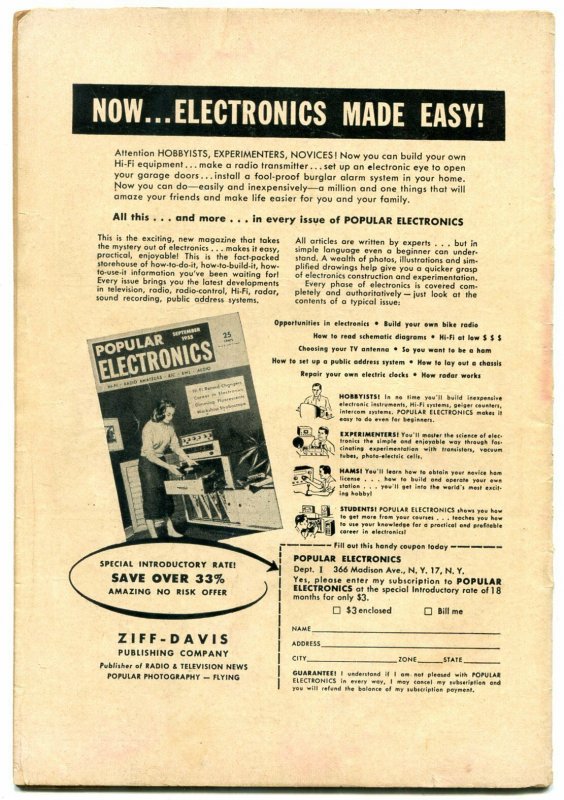 NOW...ELECTRONICS MADE EASY!
Attention HOBBYISTS, EXPERIMENTERS, NOVICES! Now you can build your own
Hi-Fi equipment...make a radio transmitter...set up an electronic eye to open
your garage doors...install a fool-proof burglar alarm system in your home.
Now you can do—easily and inexpensively—a million and one things that will
amaze your friends and make life easier for you and your family.
All this . . . and more . . . in every issue of POPULAR ELECTRONICS
This is the exciting, new magazine that takes
the mystery out of electronics...makes it easy,
practical, enjoyable! This is the fact-packed
storehouse of how-to-do-it, how-to-build-it, how-
to-use-it information you've been waiting for!
Every issue brings you the latest developments
in television, radio, radio-control, Hi-Fi, radar,
sound recording, public address systems.
All articles are written by experts . . . but in
simple language even a beginner can under-
stand. A wealth of photos, illustrations and sim-
plified drawings help give you a quicker grasp
of electronics construction and experimentation.
Every phase of electronics is covered com-
pletely and authoritatively — just look at the
contents of a typical issue:
Opportunities in electronics • Build your own bike radio
How to read schematic diagrams • Hi-Fi at low $ $ $
Choosing your TV antenna • So you want to be a ham
How to set up a public address system • How to lay out a chassis
Repair your own electric clocks • How radar works
POPULAR
SEPTEMBER
1955
25
CENTS
ELECTRONICS
HI-FI
RADIO AMATEURS
AUDIO
Hi-Fi Record Changers
Career in Electronics
Dimming Fluorescents
Workshop Stroboscope
HOBBYISTS! In no time you'll build inexpensive
electronic instruments, Hi-Fi systems, geiger counters,
intercom systems. POPULAR ELECTRONICS makes it
easy to do even for beginners.
EXPERIMENTERS! You'll master the science of elec-
tronics the simple and enjoyable way through fas-
cinating experimentation with transistors, vacuum
tubes, photo-electric cells.
HAMS! You'll learn how to obtain your novice ham
license . . . how to build and operate your own
station . . . you'll get into the world's most excit-
ing hobby!
STUDENTS! POPULAR ELECTRONICS shows you how
to get more from your courses . . . teaches you how
to use your knowledge for a practical and profitable
career in electronics!
SPECIAL INTRODUCTORY RATE!
SAVE OVER 33%
AMAZING NO RISK OFFER
ZIFF-DAVIS
PUBLISHING COMPANY
Publisher of RADIO & TELEVISION NEWS
POPULAR PHOTOGRAPHY — FLYING
Fill out this handy coupon today
POPULAR ELECTRONICS
Dept. I 366 Madison Ave., N. Y. 17, N. Y.
Yes, please enter my subscription to POPULAR
ELECTRONICS at the special Introductory rate of 18
months for only $3.
$3 enclosed Bill me
NAME
ADDRESS
CITY ZONE STATE
GUARANTEE! I understand if I am not pleased with POPULAR
ELECTRONICS in every way, I may cancel my subscription and
you will refund the balance of my subscription payment.